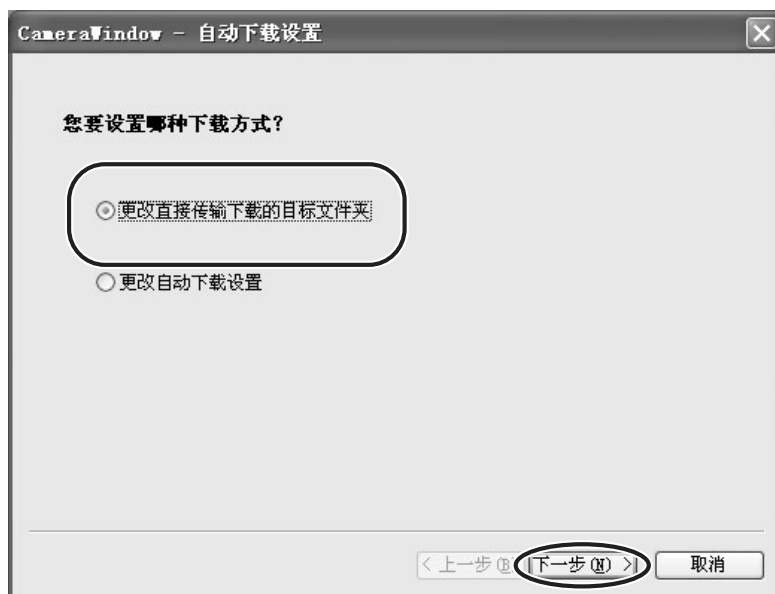 CameraWindow - 自动下载设置
您要设置哪种下载方式？
更改直接传输下载的目标文件夹
更改自动下载设置
< 上一步(B) 下一步(N) > 取消